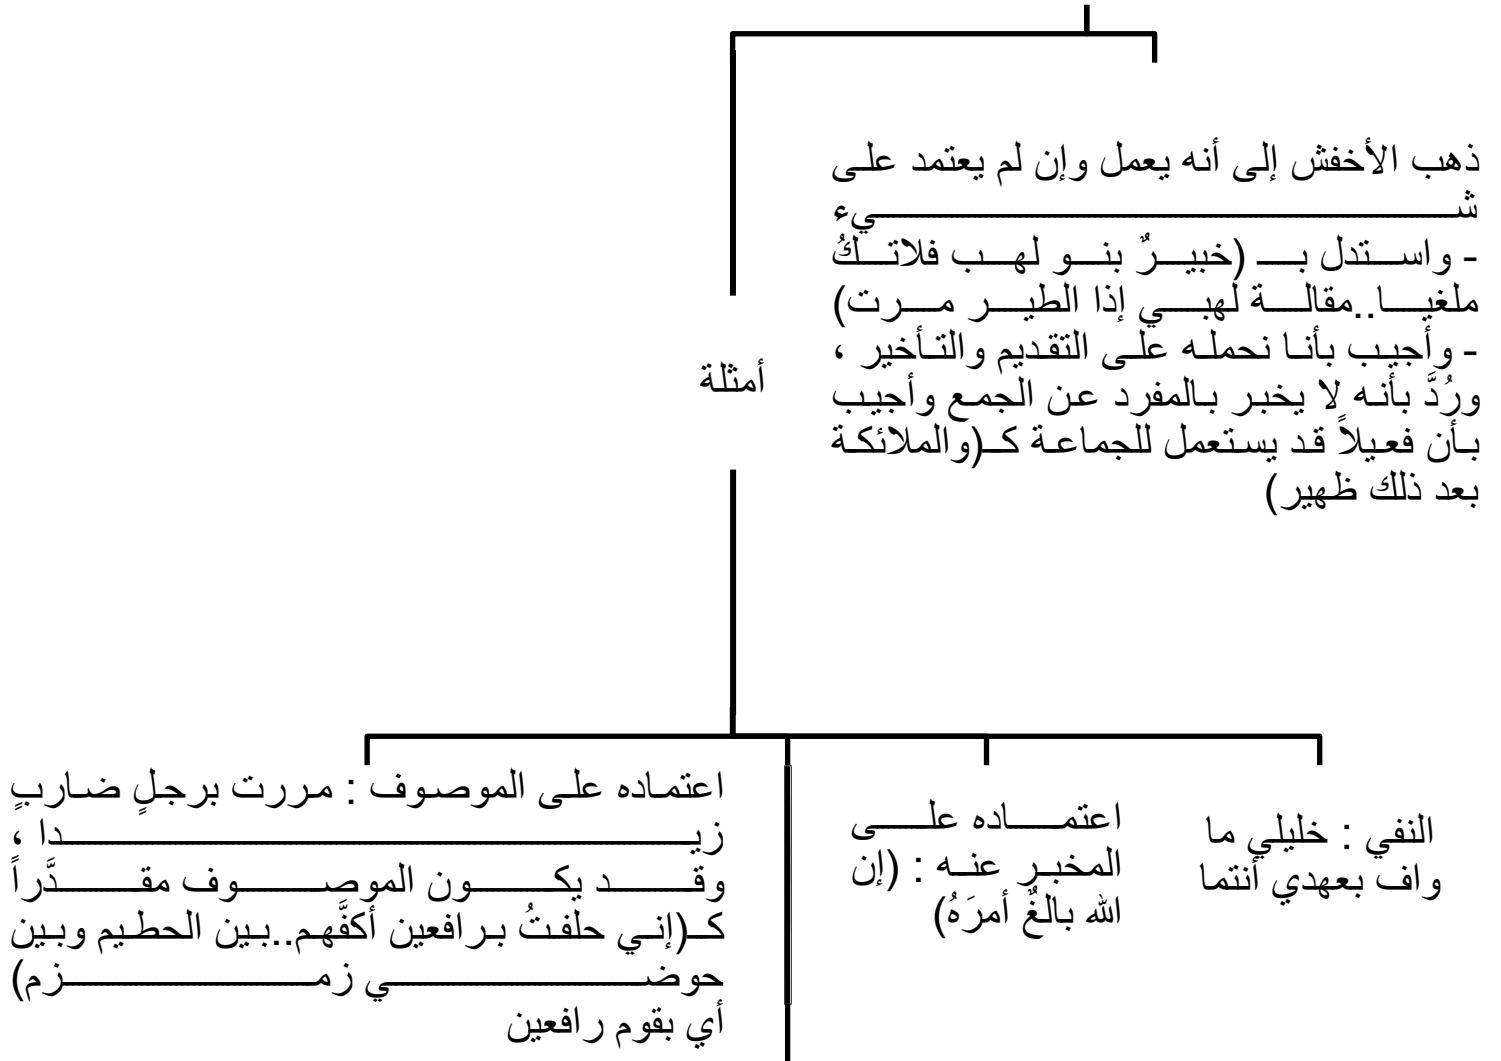 ذهب الأخفش إلى أنه يعمل وإن لم يعتمد على
شيء
- واستدل بـ (خبيرٌ بنو لهب فلاتكُ
ملغيا..مقالة لهبي إذا الطير مرت)
- وأجيب بأنا نحمله على التقديم والتأخير ،
ورُدَّ بأنه لا يخبر بالمفرد عن الجمع وأجيب
بأن فعيلاً قد يستعمل للجماعة كـ(والملائكة
بعد ذلك ظهير)
أمثلة
النفي : خليلي ما
واف بعهدي أنتما
اعتماده على
المخبر عنه : (إن
الله بالغٌ أمرَهُ)
اعتماده على الموصوف : مررت برجلٍ ضاربٍ
زيدا ،
وقد يكون الموصوف مقدَّراً
كـ(إني حلفتُ برافعين أكفَّهم..بين الحطيم وبين
حوضي زمزم)
أي بقوم رافعين